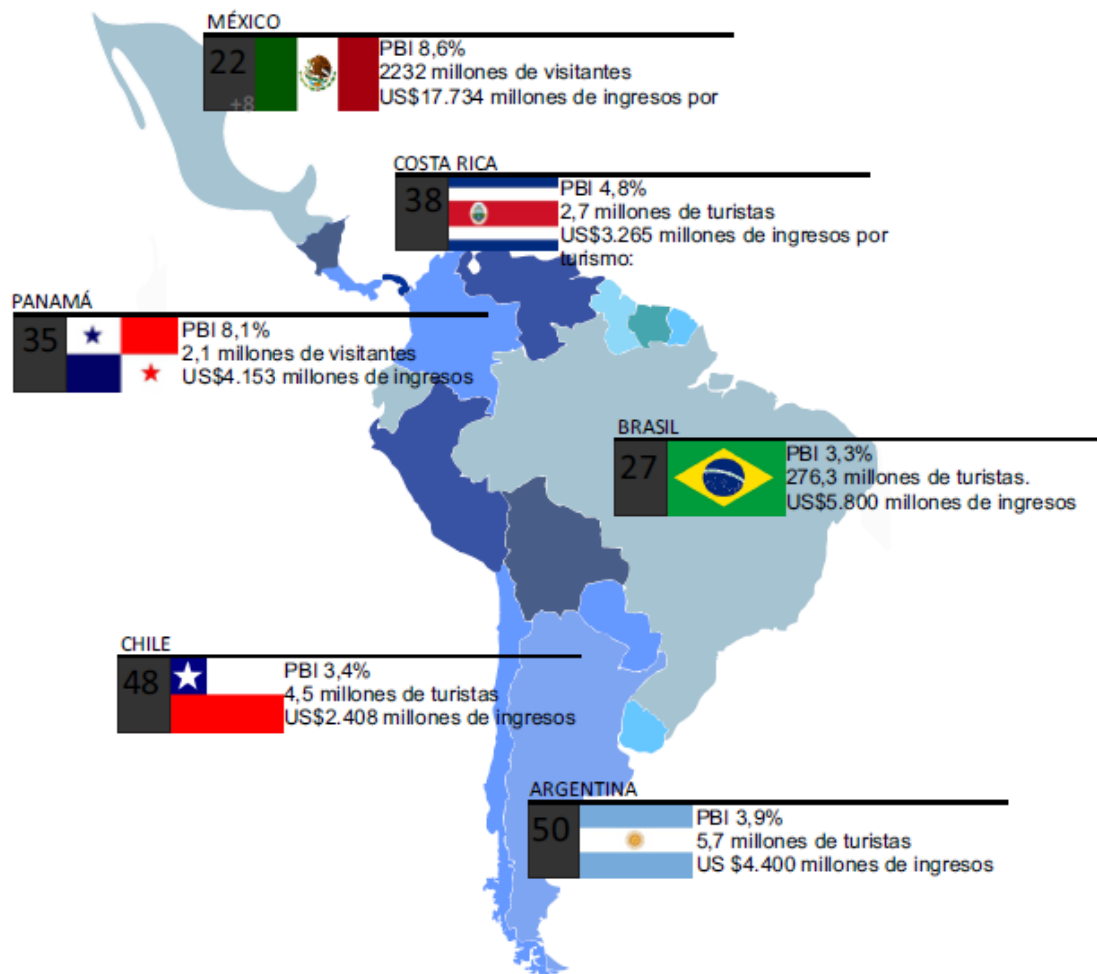 MÉXICO
22
+8
PBI 8,6%
2232 millones de visitantes
US$17.734 millones de ingresos por
COSTA RICA
38
PBI 4,8%
2,7 millones de turistas
US$3.265 millones de ingresos por
turismo:
PANAMÁ
35
PBI 8,1%
2,1 millones de visitantes
US$4.153 millones de ingresos
BRASIL
27
PBI 3,3%
276,3 millones de turistas.
US$5.800 millones de ingresos
CHILE
48
PBI 3,4%
4,5 millones de turistas
US$2.408 millones de ingresos
ARGENTINA
50
PBI 3,9%
5,7 millones de turistas
US $4.400 millones de ingresos